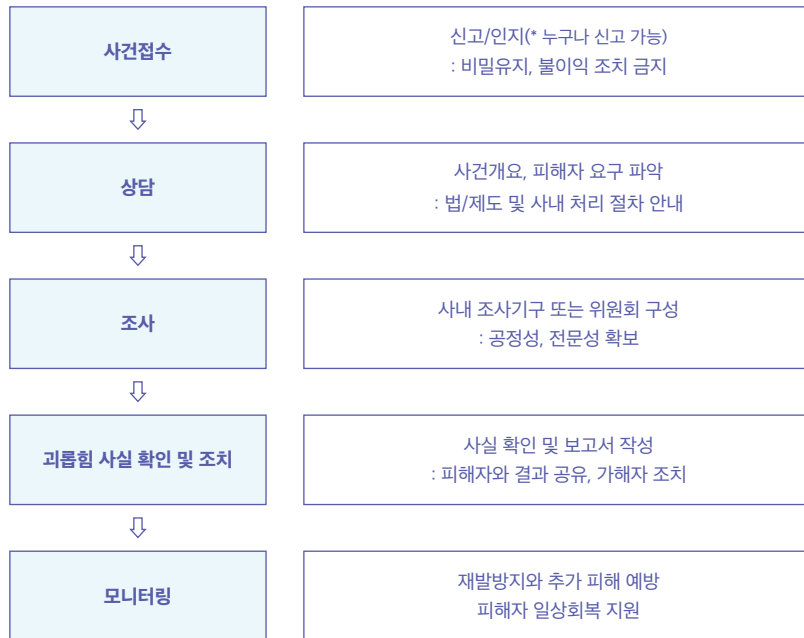 사건접수
신고/인지(* 누구나 신고 가능)
: 비밀유지, 불이익 조치 금지
상담
사건개요, 피해자 요구 파악
: 법/제도 및 사내 처리 절차 안내
조사
사내 조사기구 또는 위원회 구성
: 공정성, 전문성 확보
괴롭힘 사실 확인 및 조치
사실 확인 및 보고서 작성
: 피해자와 결과 공유, 가해자 조치
모니터링
재발방지와 추가 피해 예방
피해자 일상회복 지원